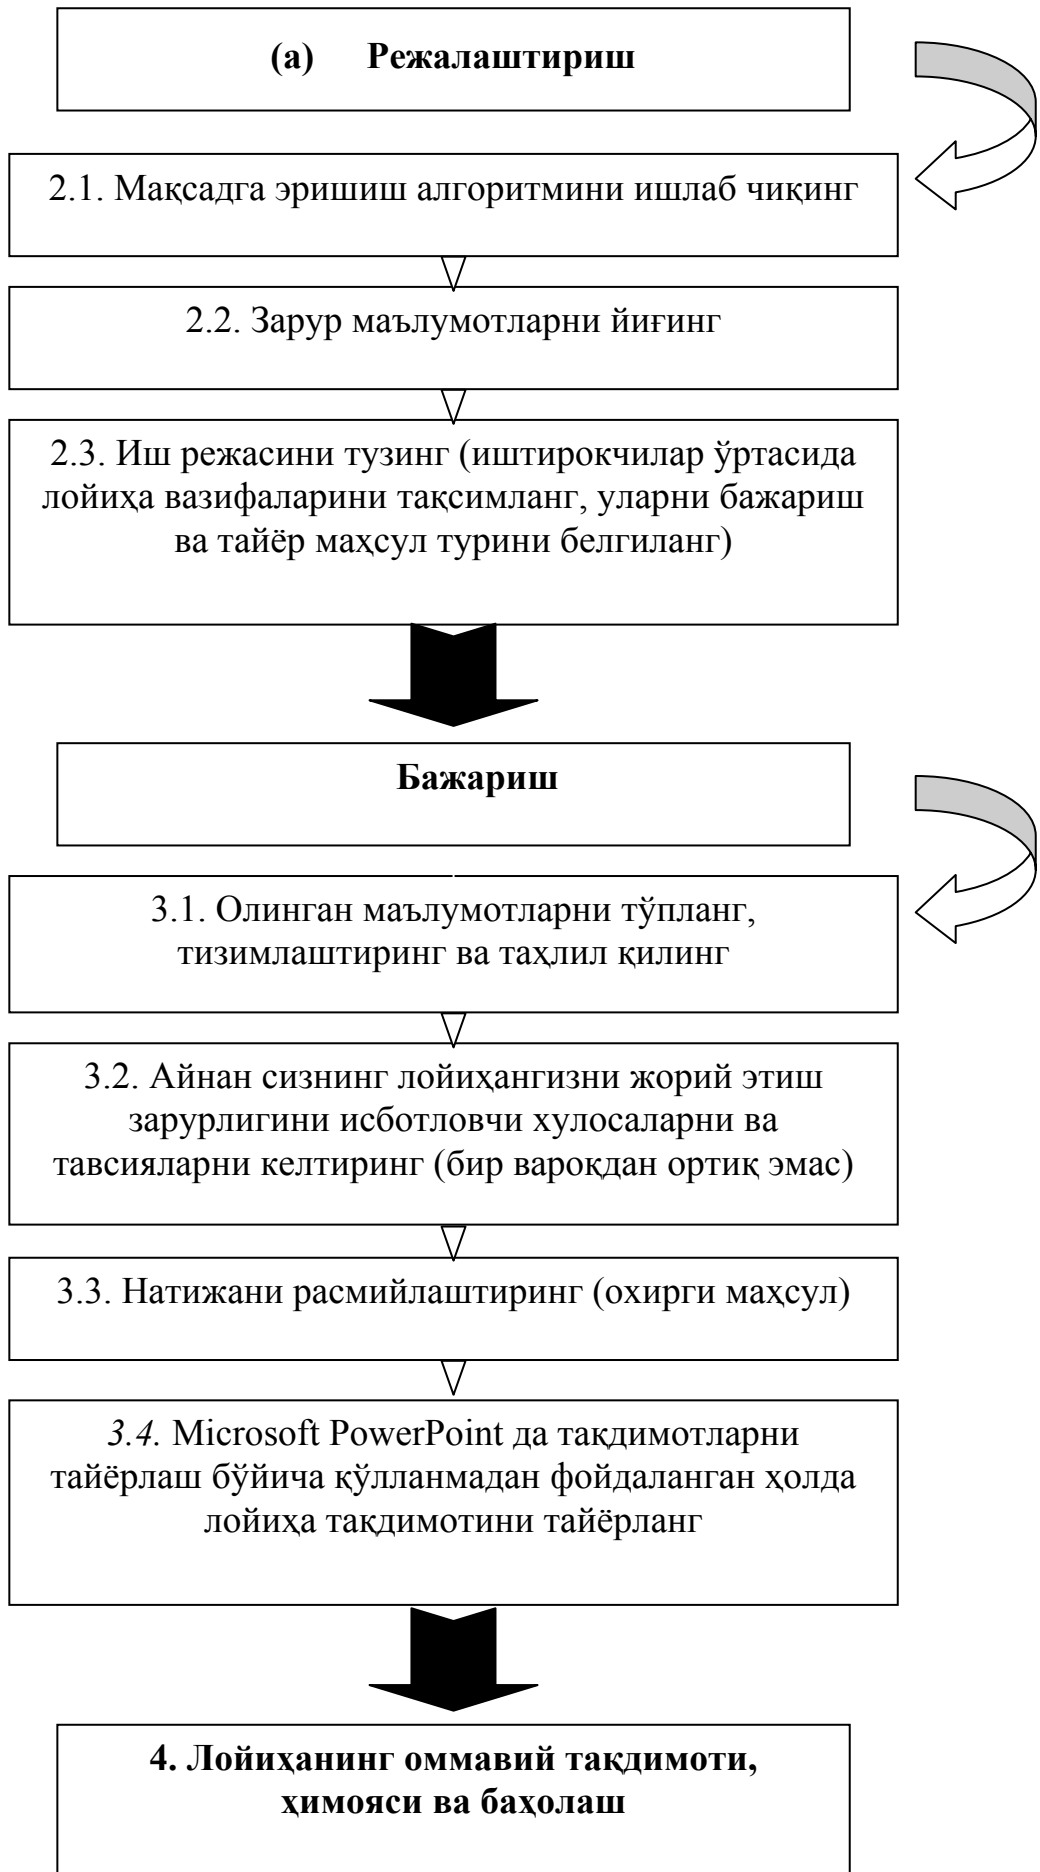 (а) Режалаштириш
2.1. Мақсадга эришиш алгоритмини ишлаб чиқинг
2.2. Зарур маълумотларни йиғинг
2.3. Иш режасини тузинг (иштирокчилар ўртасида
лойиҳа вазифаларини тақсимланг, уларни бажариш
ва тайёр маҳсул турини белгиланг)
Бажариш
3.1. Олинган маълумотларни тўпланг,
тизимлаштиринг ва таҳлил қилинг
3.2. Айнан сизнинг лойиҳангизни жорий этиш
зарурлигини исботловчи хулосаларни ва
тавсияларни келтиринг (бир вароқдан ортиқ эмас)
3.3. Натижани расмийлаштиринг (охирги маҳсул)
3.4. Microsoft PowerPoint да тақдимотларни
тайёрлаш бўйича қўлланмадан фойдаланган ҳолда
лойиҳа тақдимотини тайёрланг
4. Лойиҳанинг оммавий тақдимоти,
ҳимояси ва баҳолаш